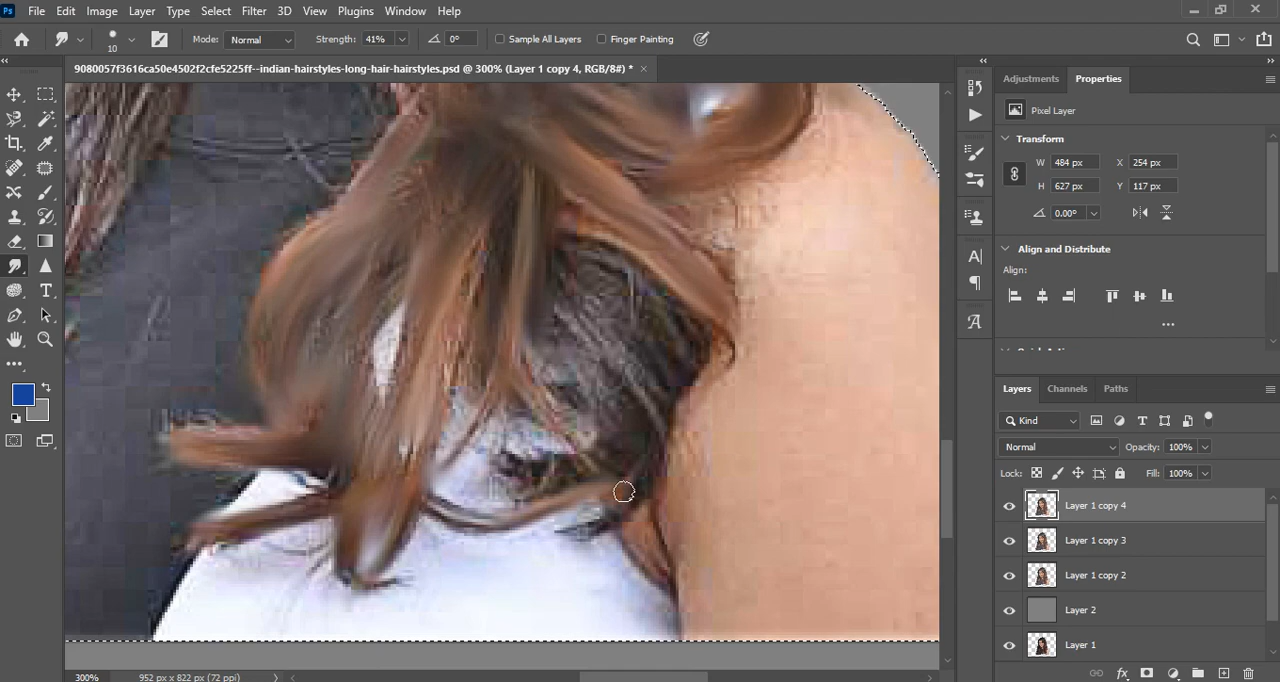 Ps File Edit Image Layer Type Select Filter 3D View Plugins Window Help
10 Mode: Normal Strength: 41% 0° Sample All Layers Finger Painting
9080057f3616ca50e4502f2cfe5225ff--indian-hairstyles-long-hair-hairstyles.psd @ 300% (Layer 1 copy 4, RGB/8#) *
Adjustments Properties
Pixel Layer
Transform
W 484 px X 254 px
H 627 px Y 117 px
0.00°
Align and Distribute
Align:
Layers Channels Paths
Kind
Normal Opacity: 100%
Lock: Fill: 100%
Layer 1 copy 4
Layer 1 copy 3
Layer 1 copy 2
Layer 2
Layer 1
300% 952 px x 822 px (72 ppi)